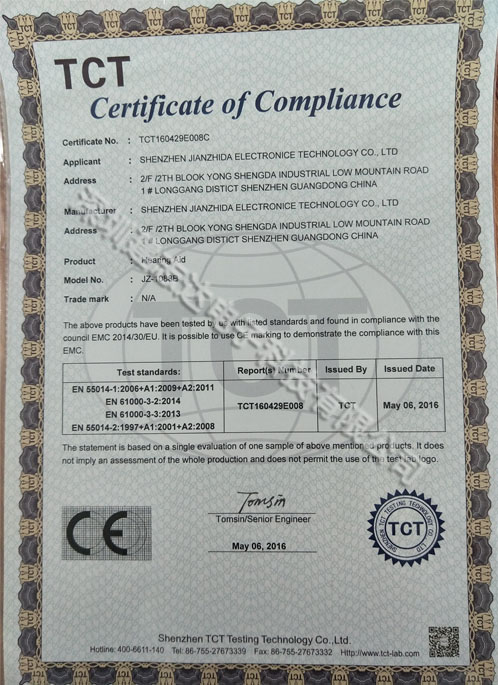 TCT
Certificate of Compliance
Certificate No. : TCT160429E008C
Applicant : SHENZHEN JIANZHIDA ELECTRONICE TECHNOLOGY CO., LTD
Address : 2/F /2TH BLOOK YONG SHENGDA INDUSTRIAL LOW MOUNTAIN ROAD
1 # LONGGANG DISTICT SHENZHEN GUANGDONG CHINA
Manufacturer : SHENZHEN JIANZHIDA ELECTRONICE TECHNOLOGY CO., LTD
Address : 2/F /2TH BLOOK YONG SHENGDA INDUSTRIAL LOW MOUNTAIN ROAD
1 # LONGGANG DISTICT SHENZHEN GUANGDONG CHINA
Product : Hearing Aid
Model No. : JZ-1088B
Trade mark : N/A
The above products have been tested by us with listed standards and found in compliance with the
council EMC 2014/30/EU. It is possible to use CE marking to demonstrate the compliance with this
EMC.
Test standards: Report(s) Number Issued By Issued Date
EN 55014-1:2006+A1:2009+A2:2011
EN 61000-3-2:2014
EN 61000-3-3:2013
EN 55014-2:1997+A1:2001+A2:2008
TCT160429E008 TCT May 06, 2016
The statement is based on a single evaluation of one sample of above mentioned products. It does
not imply an assessment of the whole production and does not permit the use of the test lab logo.
CE
Tomsin
Tomsin/Senior Engineer
May 06, 2016
SHENZHEN TCT TESTING TECHNOLOGY CO., LTD
TCT
Shenzhen TCT Testing Technology Co.,Ltd.
Hotline: 400-6611-140 Tel: 86-755-27673339 Fax: 86-755-27673332 Http://www.tct-lab.com